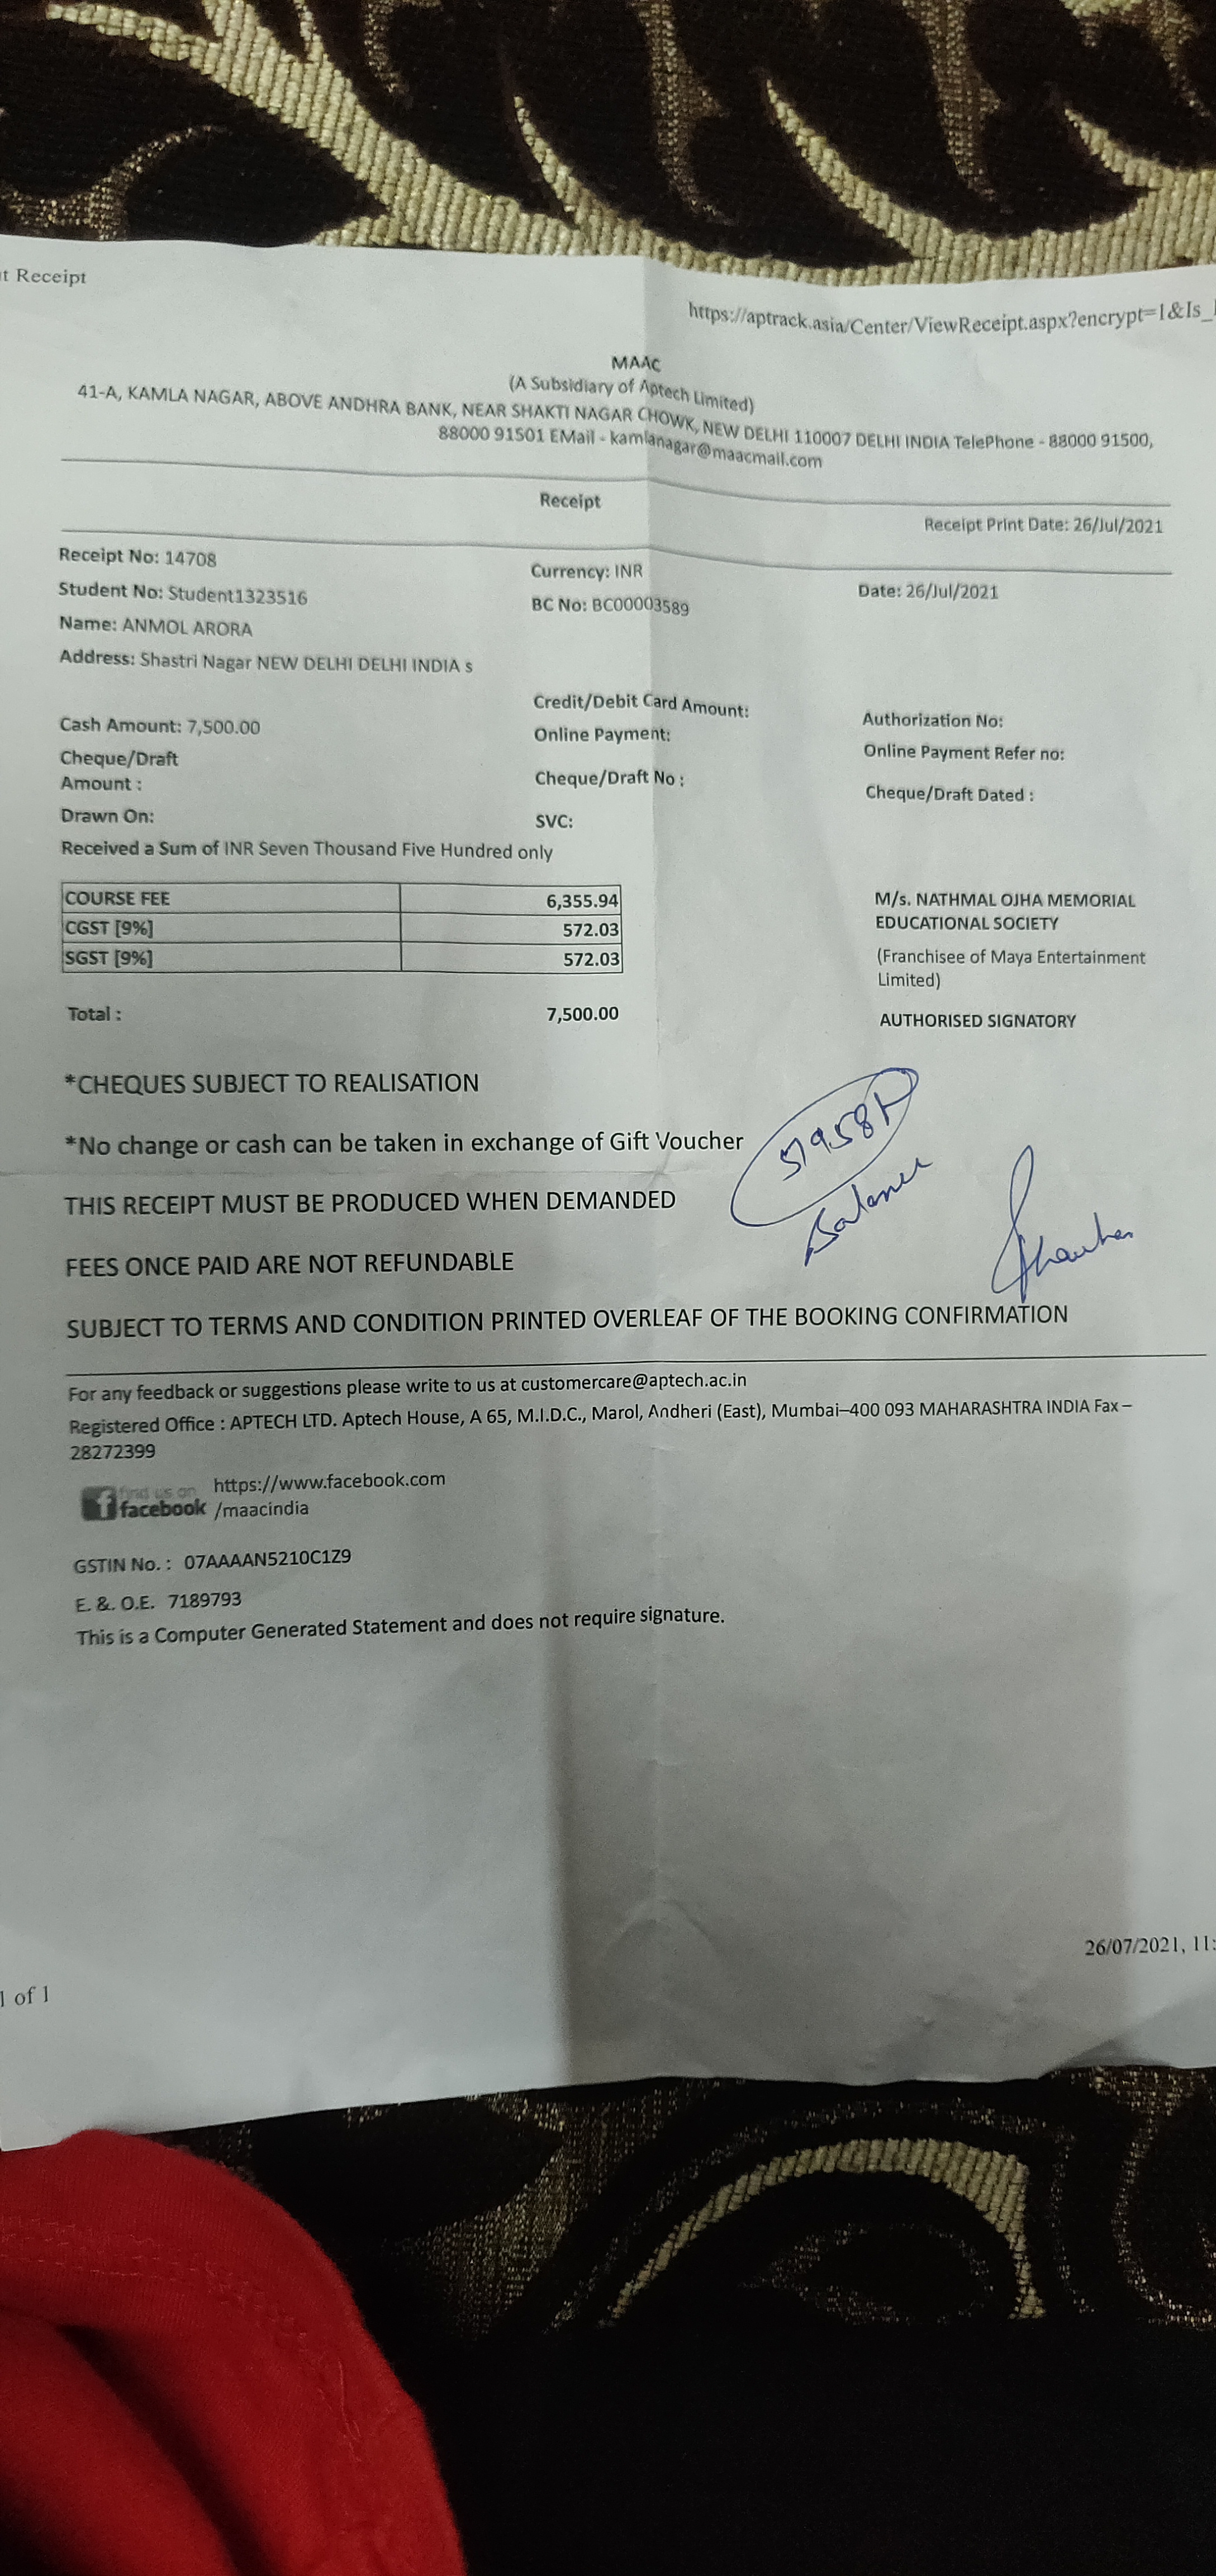 t Receipt
https://aptrack.asia/Center/ViewReceipt.aspx?encrypt=1&Is_
MAAC
(A Subsidiary of Aptech Limited)
41-A, KAMLA NAGAR, ABOVE ANDHRA BANK, NEAR SHAKTI NAGAR CHOWK, NEW DELHI 110007 DELHI INDIA TelePhone - 88000 91500,
88000 91501 EMail - kamlanagar@maacmail.com
Receipt
Receipt Print Date: 26/Jul/2021
Receipt No: 14708
Currency: INR
Date: 26/Jul/2021
Student No: Student1323516
BC No: BC00003589
Name: ANMOL ARORA
Address: Shastri Nagar NEW DELHI DELHI INDIA s
Cash Amount: 7,500.00
Credit/Debit Card Amount:
Authorization No:
Online Payment:
Online Payment Refer no:
Cheque/Draft
Amount :
Cheque/Draft No :
Cheque/Draft Dated :
Drawn On:
SVC:
Received a Sum of INR Seven Thousand Five Hundred only
COURSE FEE 6,355.94
CGST [9%] 572.03
SGST [9%] 572.03
Total : 7,500.00
M/s. NATHMAL OJHA MEMORIAL
EDUCATIONAL SOCIETY
(Franchisee of Maya Entertainment
Limited)
AUTHORISED SIGNATORY
*CHEQUES SUBJECT TO REALISATION
*No change or cash can be taken in exchange of Gift Voucher
Balance
THIS RECEIPT MUST BE PRODUCED WHEN DEMANDED
FEES ONCE PAID ARE NOT REFUNDABLE
SUBJECT TO TERMS AND CONDITION PRINTED OVERLEAF OF THE BOOKING CONFIRMATION
For any feedback or suggestions please write to us at customercare@aptech.ac.in
Registered Office : APTECH LTD. Aptech House, A 65, M.I.D.C., Marol, Andheri (East), Mumbai–400 093 MAHARASHTRA INDIA Fax –
28272399
find us on
facebook
https://www.facebook.com
/maacindia
GSTIN No. : 07AAAAN5210C1Z9
E. &. O.E. 7189793
This is a Computer Generated Statement and does not require signature.
26/07/2021, 11:
1 of 1